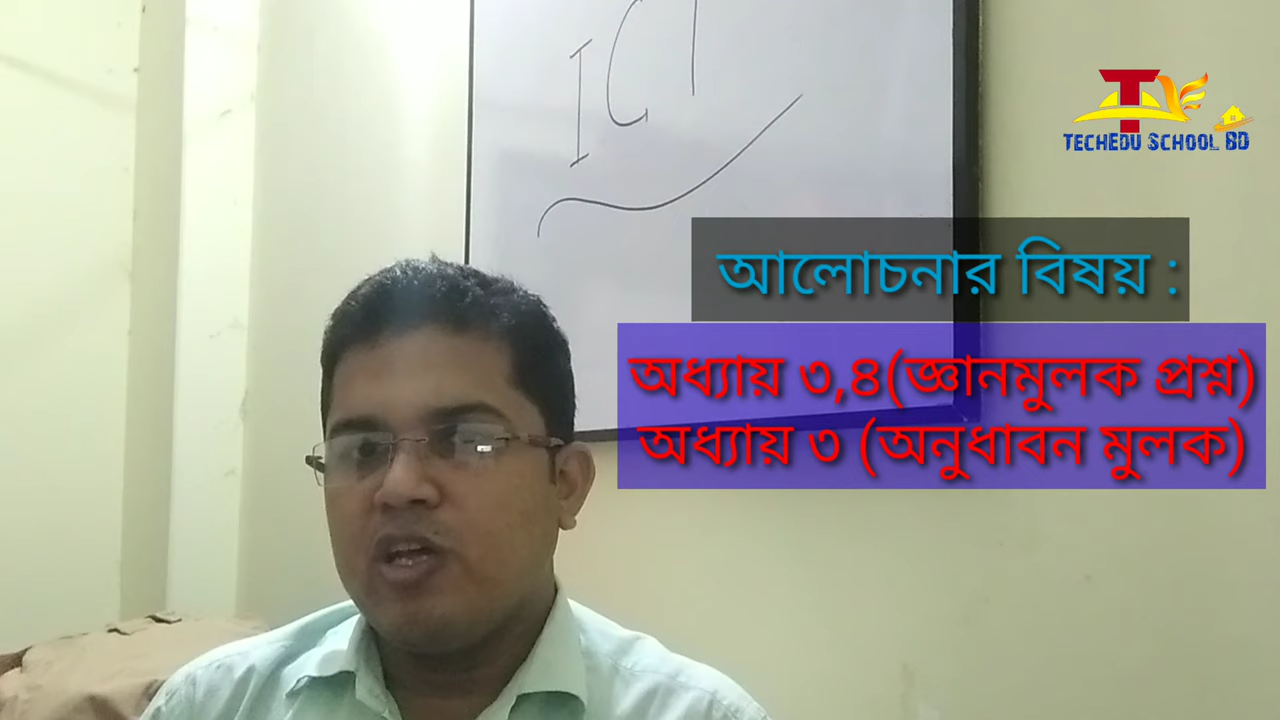 ICT
TECHEDU SCHOOL BD
আলোচনার বিষয় :
অধ্যায় ৩,৪(জ্ঞানমুলক প্রশ্ন)
অধ্যায় ৩ (অনুধাবন মুলক)